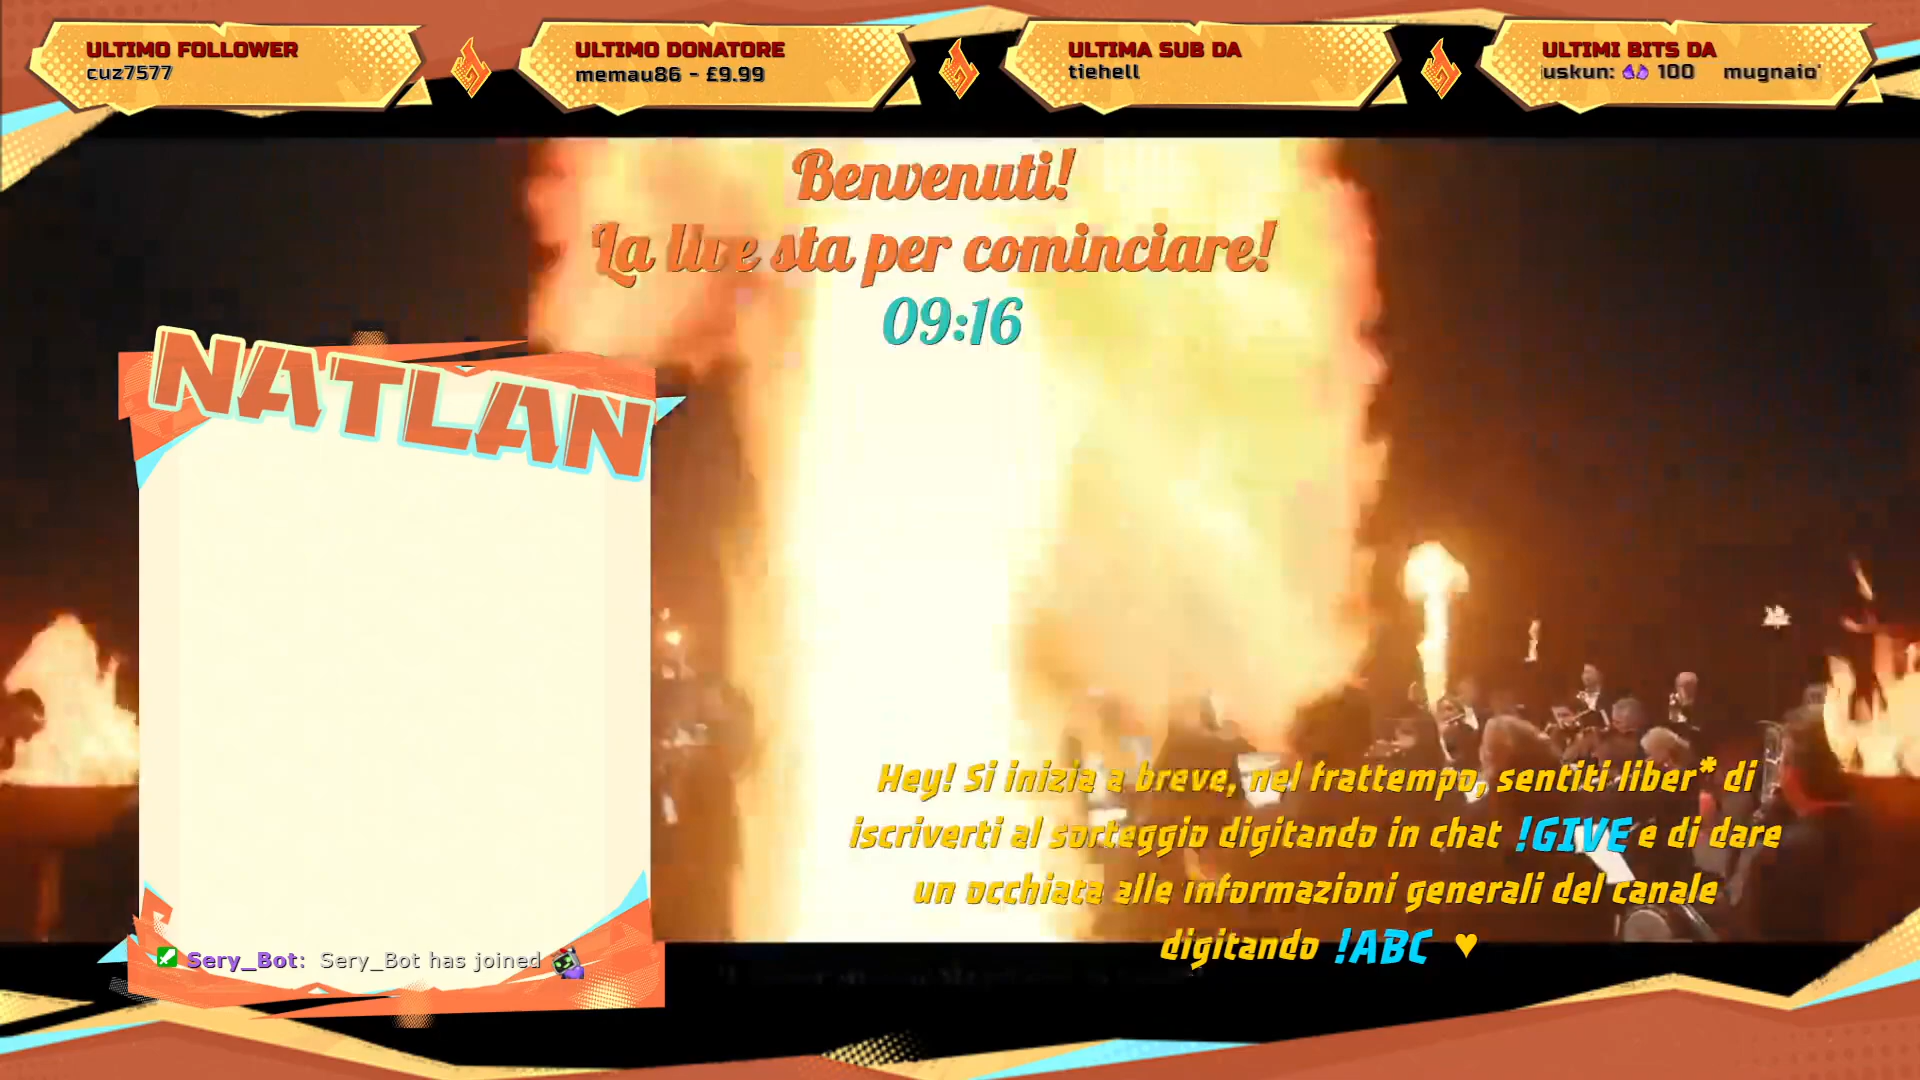 ULTIMO FOLLOWER
cuz7577
ULTIMO DONATORE
memau86 - £9.99
ULTIMA SUB DA
tiehell
ULTIMI BITS DA
uskun: 100 mugnaio
Benvenuti!
La live sta per cominciare!
09:16
NATLAN
Hey! Si inizia a breve, nel frattempo, sentiti liber* di
iscriverti al sorteggio digitando in chat !GIVE e di dare
un occhiata alle informazioni generali del canale
digitando !ABC ♥
Sery_Bot: Sery_Bot has joined